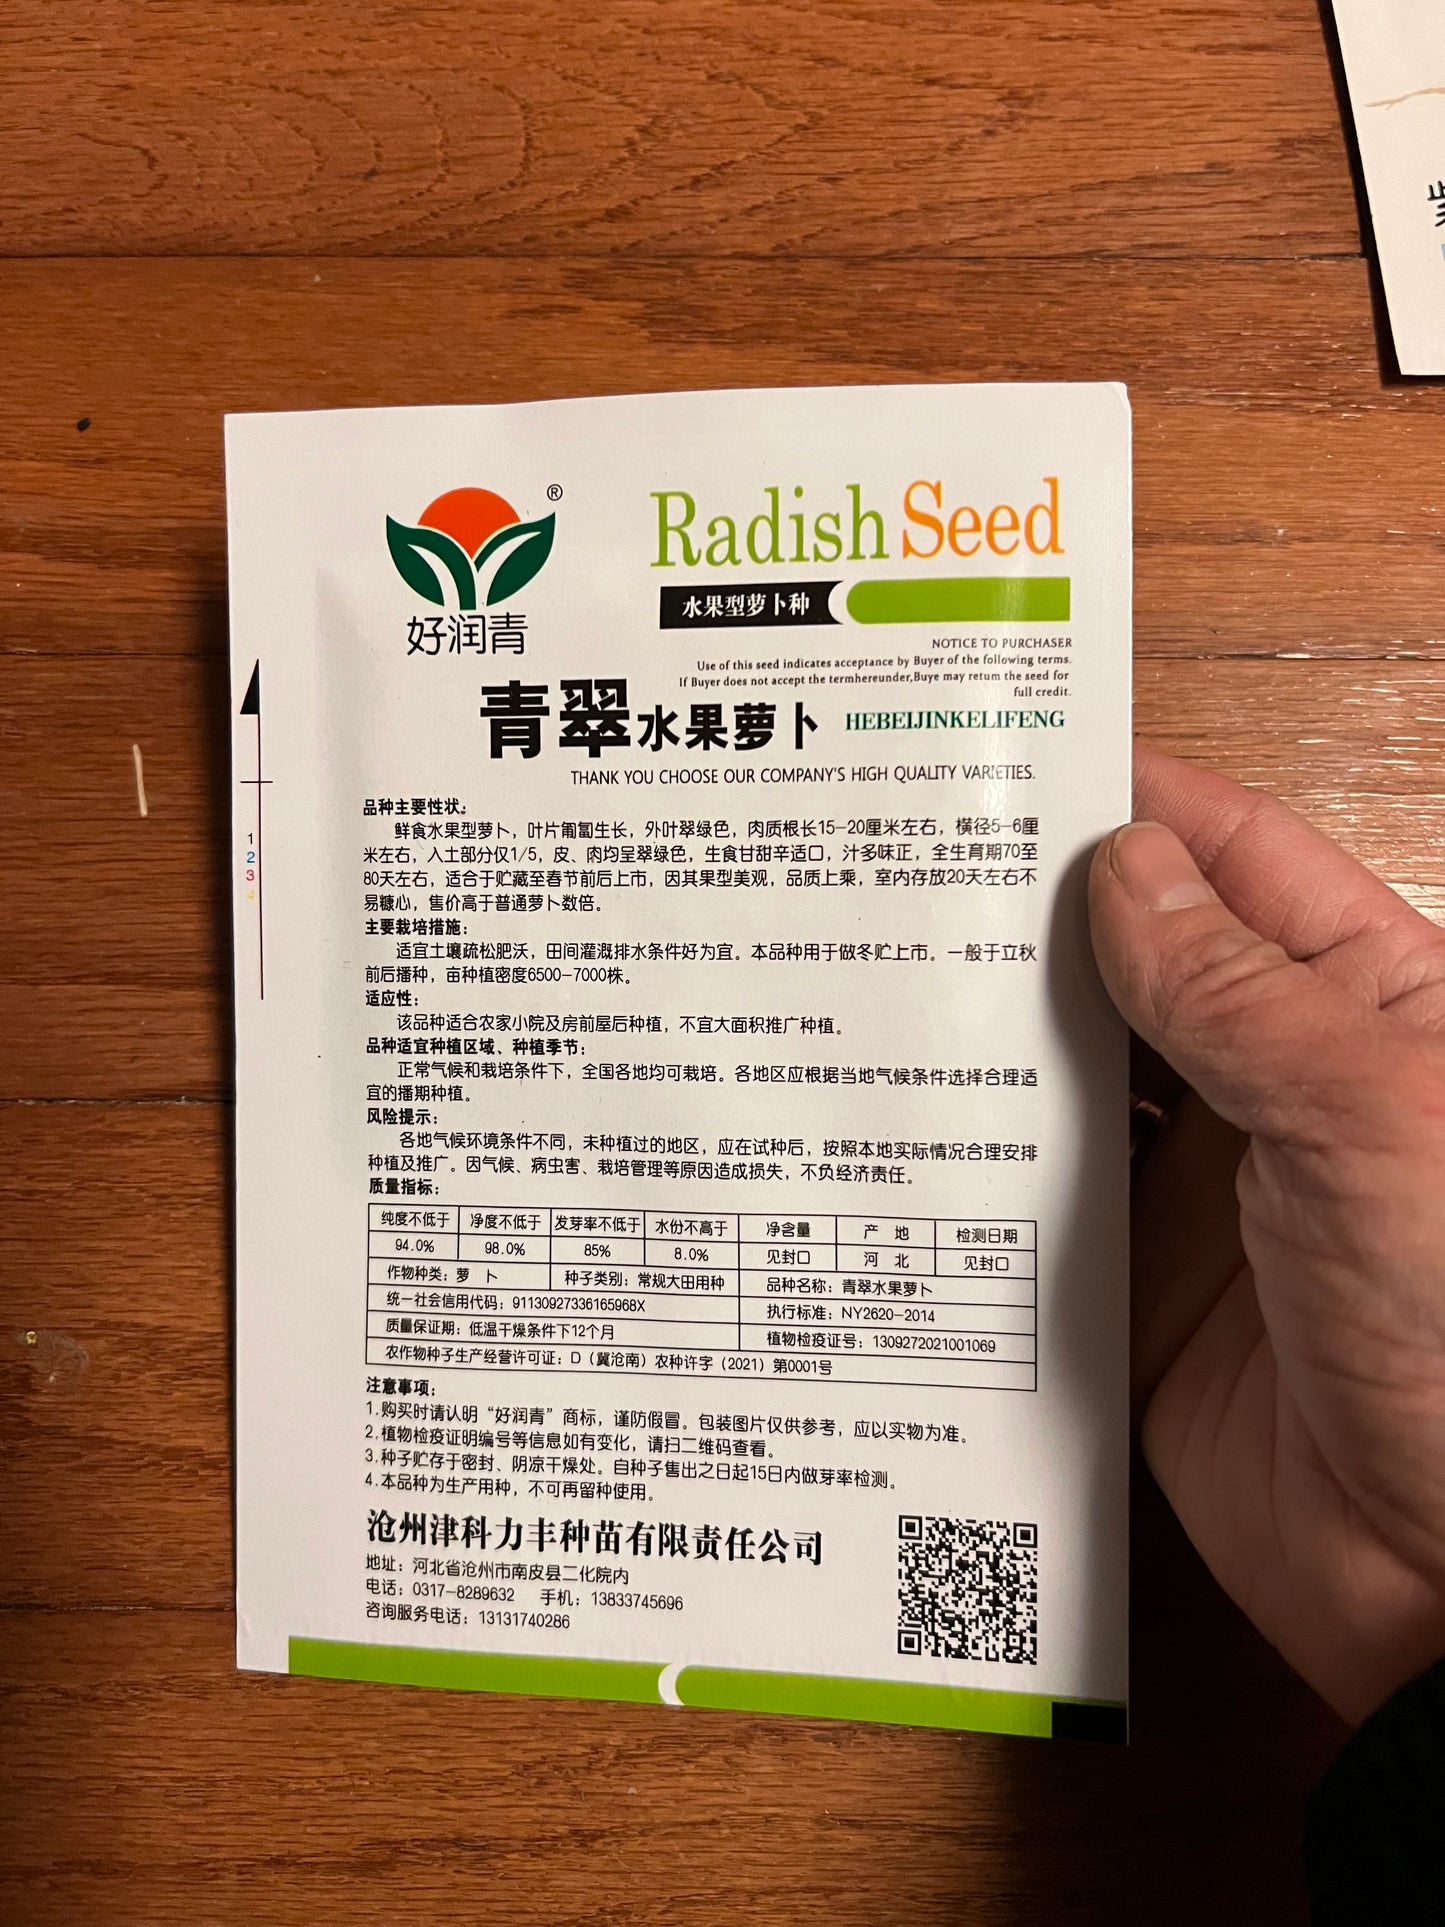 ®
好润青
Radish Seed
水果型萝卜种
NOTICE TO PURCHASER
Use of this seed indicates acceptance by Buyer of the following terms.
If Buyer does not accept the termhereunder,Buye may retum the seed for
full credit.
青翠水果萝卜
HEBEIJINKELIFENG
THANK YOU CHOOSE OUR COMPANY'S HIGH QUALITY VARIETIES.
1
2
3
4
品种主要性状:
鲜食水果型萝卜，叶片匍匐生长，外叶翠绿色，肉质根长15-20厘米左右，横径5-6厘
米左右，入土部分仅1/5，皮、肉均呈翠绿色，生食甘甜辛适口，汁多味正，全生育期70至
80天左右，适合于贮藏至春节前后上市，因其果型美观，品质上乘，室内存放20天左右不
易糠心，售价高于普通萝卜数倍。
主要栽培措施:
适宜土壤疏松肥沃，田间灌溉排水条件好为宜。本品种用于做冬贮上市。一般于立秋
前后播种，亩种植密度6500-7000株。
适应性:
该品种适合农家小院及房前屋后种植，不宜大面积推广种植。
品种适宜种植区域、种植季节:
正常气候和栽培条件下，全国各地均可栽培。各地区应根据当地气候条件选择合理适
宜的播期种植。
风险提示:
各地气候环境条件不同，未种植过的地区，应在试种后，按照本地实际情况合理安排
种植及推广。因气候、病虫害、栽培管理等原因造成损失，不负经济责任。
质量指标:
纯度不低于 净度不低于 发芽率不低于 水份不高于 净含量 产 地 检测日期
94.0% 98.0% 85% 8.0% 见封口 河 北 见封口
作物种类: 萝 卜 种子类别: 常规大田用种 品种名称: 青翠水果萝卜
统一社会信用代码: 91130927336165968X 执行标准: NY2620-2014
质量保证期: 低温干燥条件下12个月 植物检疫证号: 1309272021001069
农作物种子生产经营许可证: D（冀沧南）农种许字（2021）第0001号
注意事项:
1.购买时请认明“好润青”商标，谨防假冒。包装图片仅供参考，应以实物为准。
2.植物检疫证明编号等信息如有变化，请扫二维码查看。
3.种子贮存于密封、阴凉干燥处。自种子售出之日起15日内做芽率检测。
4.本品种为生产用种，不可再留种使用。
沧州津科力丰种苗有限责任公司
地址: 河北省沧州市南皮县二化院内
电话: 0317-8289632 手机: 13833745696
咨询服务电话: 13131740286